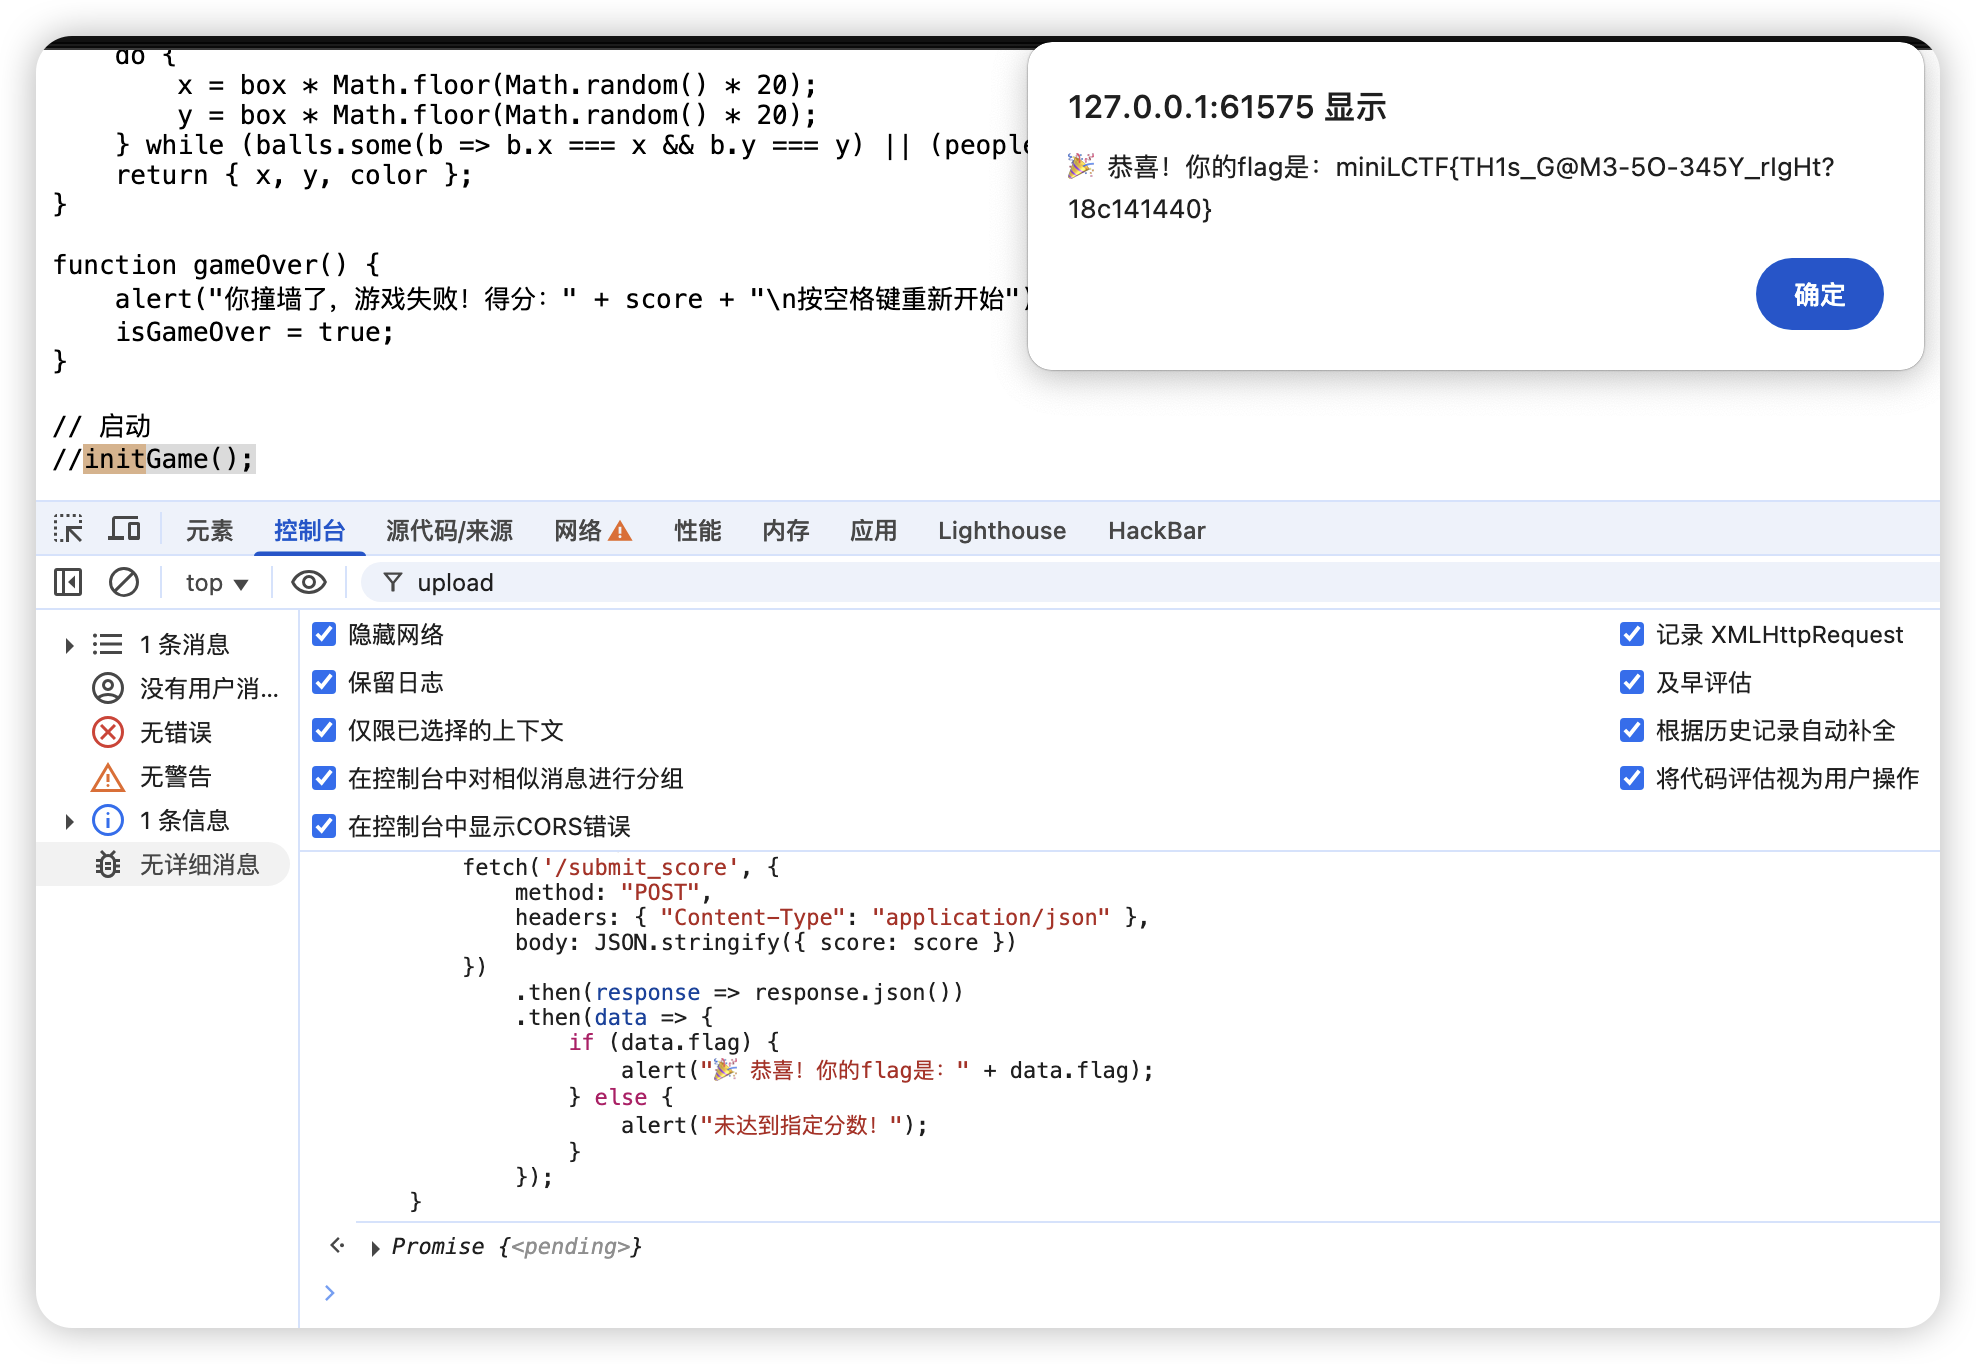 do {
x = box * Math.floor(Math.random() * 20);
y = box * Math.floor(Math.random() * 20);
} while (balls.some(b => b.x === x && b.y === y) || (people
return { x, y, color };
}
function gameOver() {
alert("你撞墙了，游戏失败！得分：" + score + "\n按空格键重新开始")
isGameOver = true;
}
// 启动
//initGame();
127.0.0.1:61575 显示
🎉 恭喜！你的flag是：miniLCTF{TH1s_G@M3-5O-345Y_rIgHt?
18c141440}
确定
元素 控制台 源代码/来源 网络 性能 内存 应用 Lighthouse HackBar
top upload
1 条消息
没有用户消...
无错误
无警告
1 条信息
无详细消息
隐藏网络
保留日志
仅限已选择的上下文
在控制台中对相似消息进行分组
在控制台中显示CORS错误
记录 XMLHttpRequest
及早评估
根据历史记录自动补全
将代码评估视为用户操作
fetch('/submit_score', {
method: "POST",
headers: { "Content-Type": "application/json" },
body: JSON.stringify({ score: score })
})
.then(response => response.json())
.then(data => {
if (data.flag) {
alert("🎉 恭喜！你的flag是：" + data.flag);
} else {
alert("未达到指定分数！");
}
});
}
Promise {<pending>}